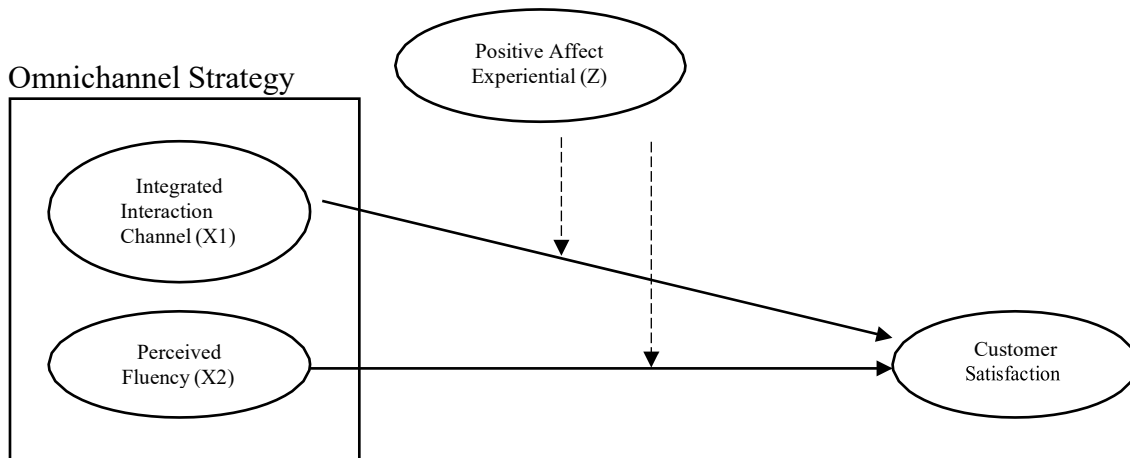 Positive Affect
Experiential (Z)
Omnichannel Strategy
Integrated
Interaction
Channel (X1)
Perceived
Fluency (X2)
Customer
Satisfaction